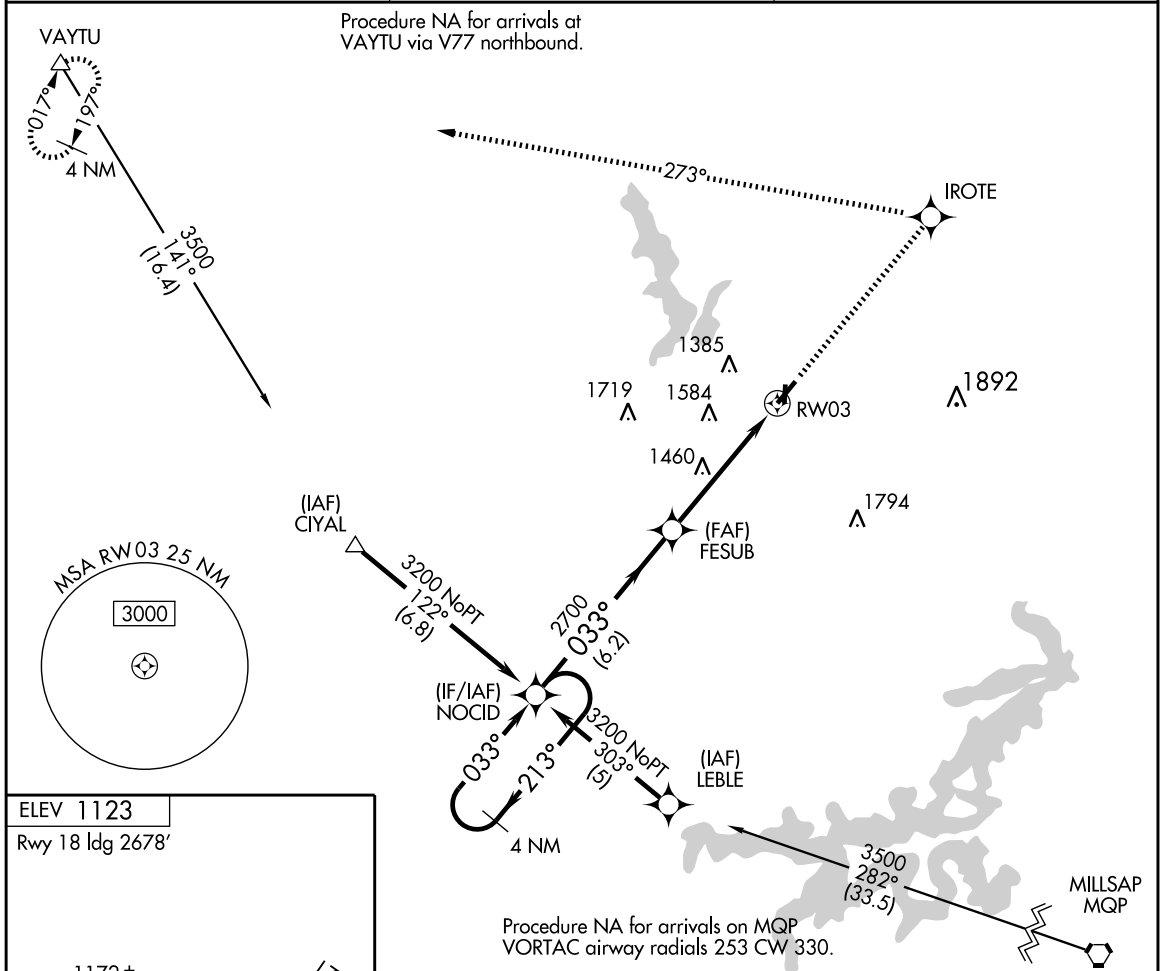 Procedure NA for arrivals at
VAYTU via V77 northbound.
VAYTU
017°
197°
4 NM
3500
141°
(16.4)
273°
IROTE
1385
1719
1584
1892
RW03
1460
1794
(IAF)
CIYAL
(FAF)
FESUB
3200 NoPT
122°
(6.8)
2700
033°
(6.2)
MSA RW03 25 NM
3000
(IF/IAF)
NOCID
033°
213°
4 NM
3200 NoPT
303°
(5)
(IAF)
LEBLE
3500
282°
(33.5)
MILLSAP
MQP
Procedure NA for arrivals on MQP
VORTAC airway radials 253 CW 330.
ELEV 1123
Rwy 18 ldg 2678'